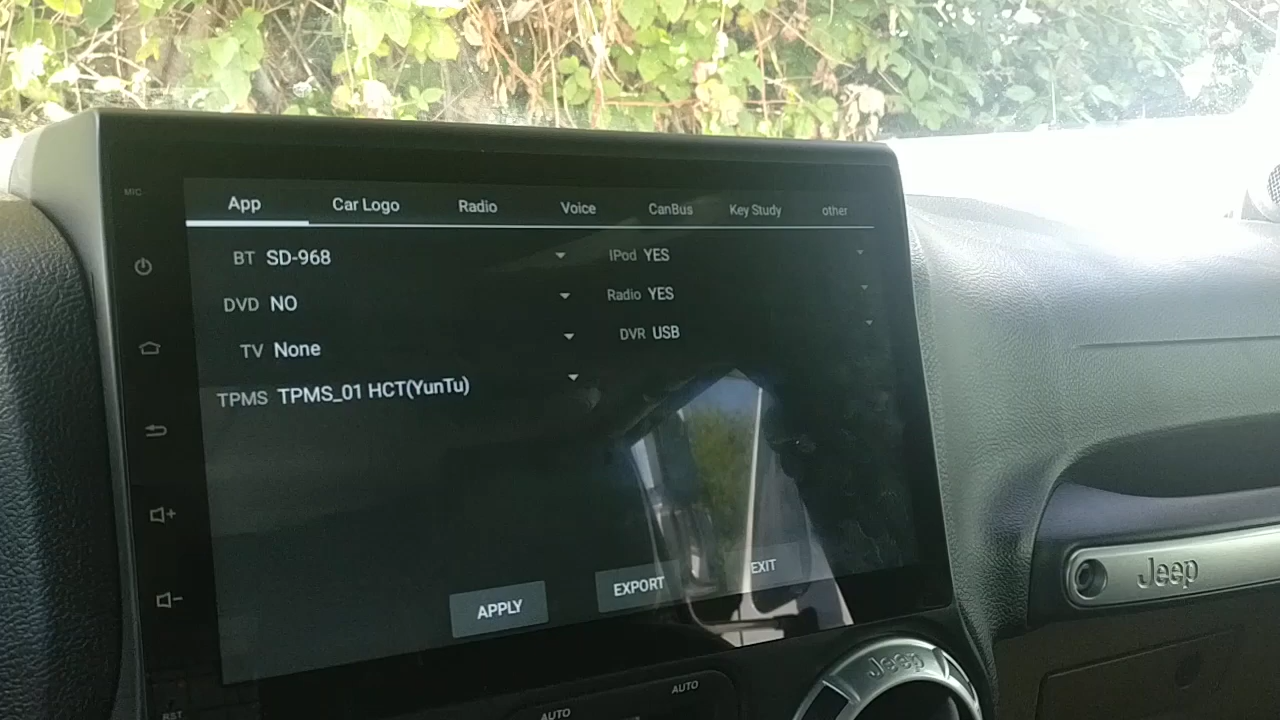 MIC
App Car Logo Radio Voice CanBus Key Study other
BT SD-968 IPod YES
DVD NO Radio YES
TV None DVR USB
TPMS TPMS_01 HCT(YunTu)
APPLY EXPORT EXIT
Jeep
Jeep
AUTO
AUTO
RST